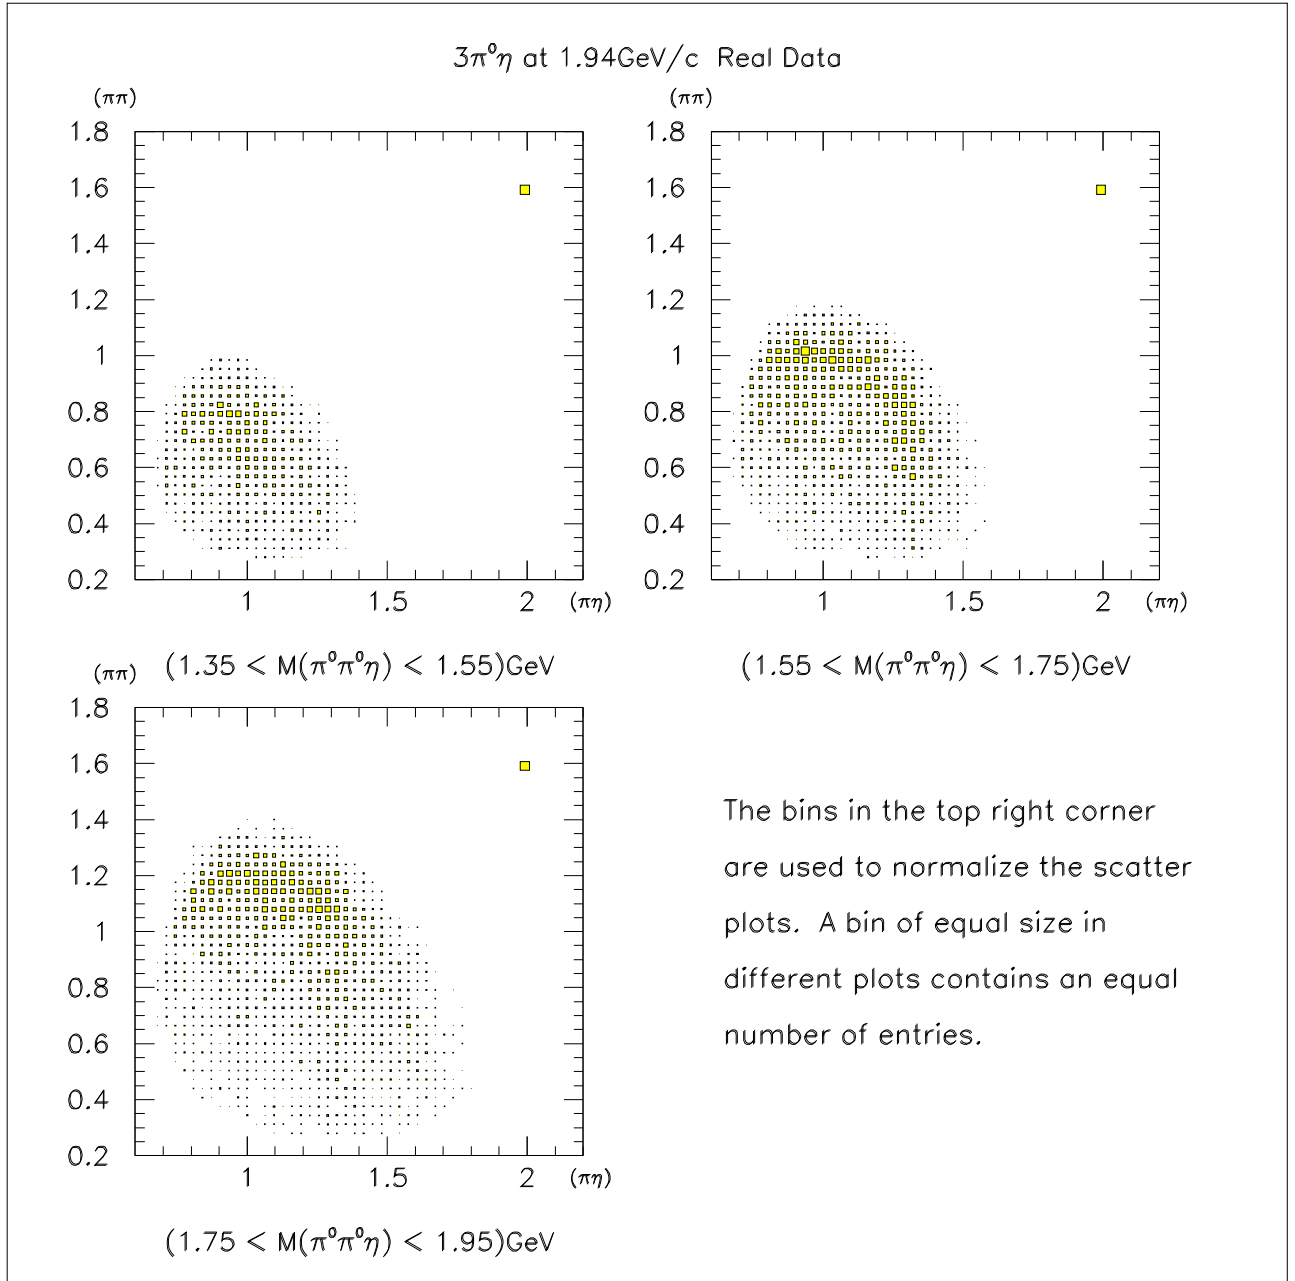 3π⁰η at 1.94GeV/c Real Data
(ππ)
1.8
1.6
1.4
1.2
1
0.8
0.6
0.4
0.2
1 1.5 2 (πη)
(1.35 < M(π⁰π⁰η) < 1.55)GeV
(ππ)
1.8
1.6
1.4
1.2
1
0.8
0.6
0.4
0.2
1 1.5 2 (πη)
(1.55 < M(π⁰π⁰η) < 1.75)GeV
(ππ)
1.8
1.6
1.4
1.2
1
0.8
0.6
0.4
0.2
1 1.5 2 (πη)
(1.75 < M(π⁰π⁰η) < 1.95)GeV
The bins in the top right corner
are used to normalize the scatter
plots. A bin of equal size in
different plots contains an equal
number of entries.